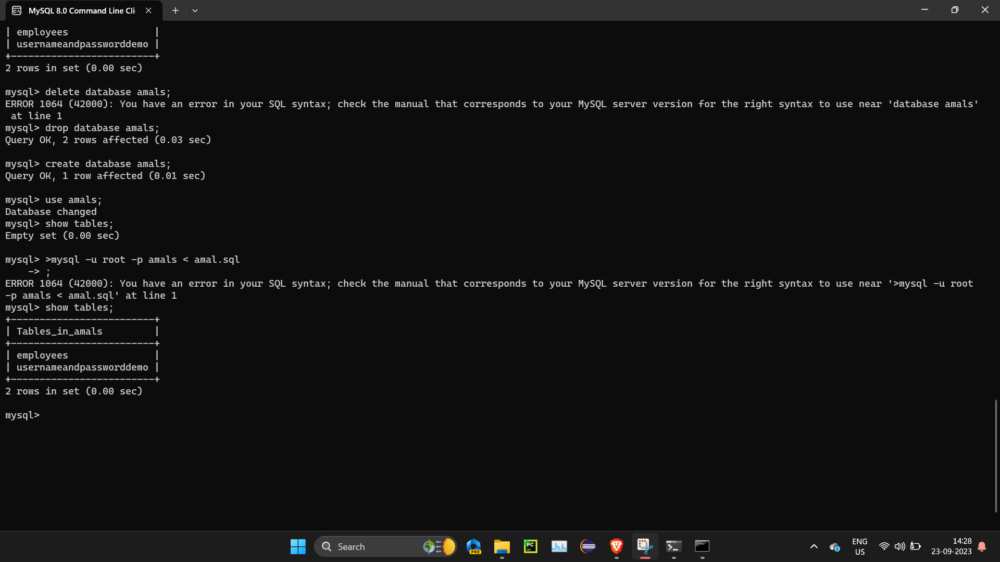 MySQL 8.0 Command Line Cli
| employees              |
| usernameandpassworddemo |
+-------------------------+
2 rows in set (0.00 sec)
mysql> delete database amals;
ERROR 1064 (42000): You have an error in your SQL syntax; check the manual that corresponds to your MySQL server version for the right syntax to use near 'database amals'
 at line 1
mysql> drop database amals;
Query OK, 2 rows affected (0.03 sec)
mysql> create database amals;
Query OK, 1 row affected (0.01 sec)
mysql> use amals;
Database changed
mysql> show tables;
Empty set (0.00 sec)
mysql> >mysql -u root -p amals < amal.sql
    -> ;
ERROR 1064 (42000): You have an error in your SQL syntax; check the manual that corresponds to your MySQL server version for the right syntax to use near '>mysql -u root
-p amals < amal.sql' at line 1
mysql> show tables;
+-------------------------+
| Tables_in_amals         |
+-------------------------+
| employees               |
| usernameandpassworddemo |
+-------------------------+
2 rows in set (0.00 sec)
mysql>
Search
PRE
PC
ENG
US
14:28
23-09-2023